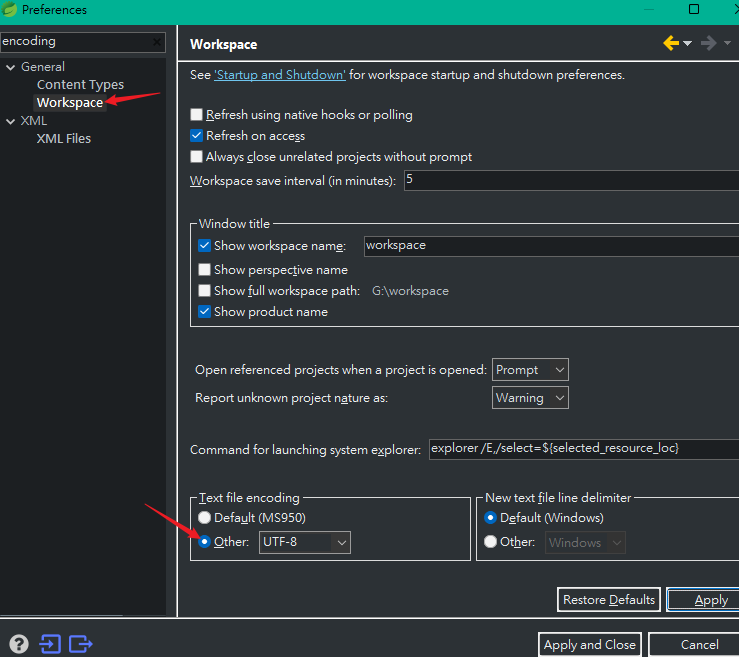 Preferences
encoding
General
Content Types
Workspace
XML
XML Files
Workspace
See 'Startup and Shutdown' for workspace startup and shutdown preferences.
Refresh using native hooks or polling
Refresh on access
Always close unrelated projects without prompt
Workspace save interval (in minutes): 5
Window title
Show workspace name: workspace
Show perspective name
Show full workspace path: G:\workspace
Show product name
Open referenced projects when a project is opened: Prompt
Report unknown project nature as: Warning
Command for launching system explorer: explorer /E,/select=${selected_resource_loc}
Text file encoding
Default (MS950)
Other: UTF-8
New text file line delimiter
Default (Windows)
Other: Windows
Restore Defaults Apply
? Apply and Close Cancel